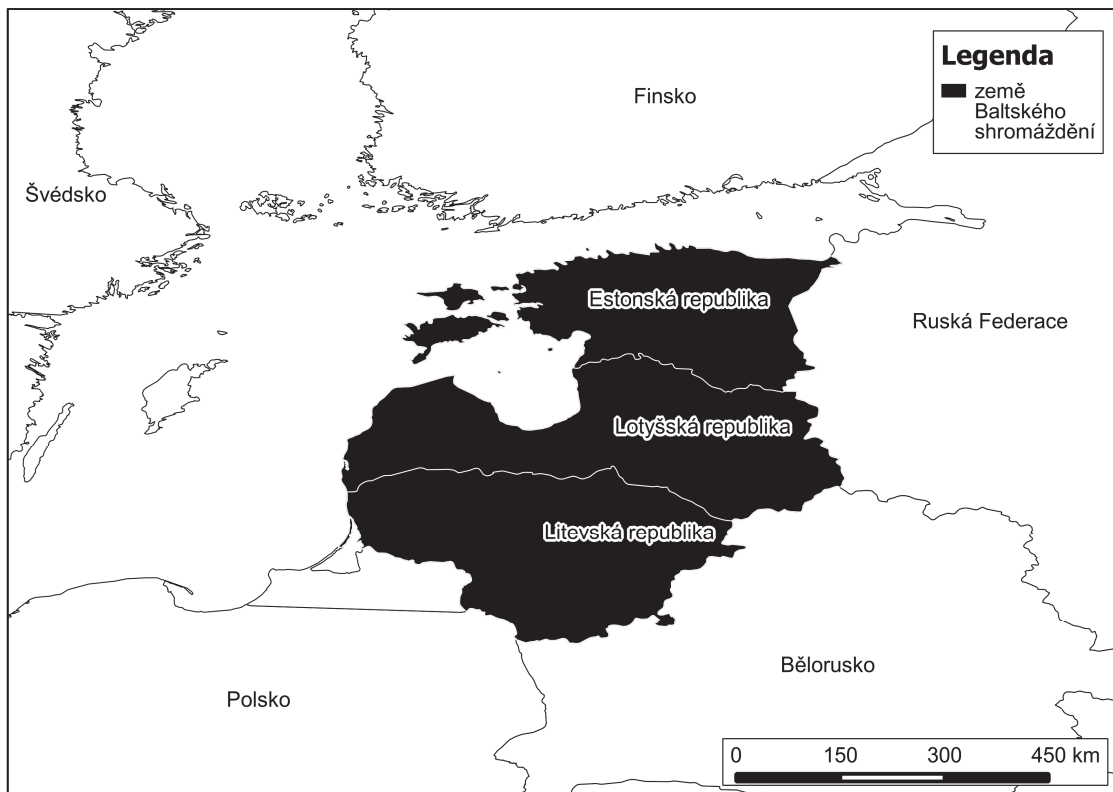 Legenda
země
Baltského
shromáždění
Finsko
Švédsko
Estonská republika
Ruská Federace
Lotyšská republika
Litevská republika
Bělorusko
Polsko
0 150 300 450 km